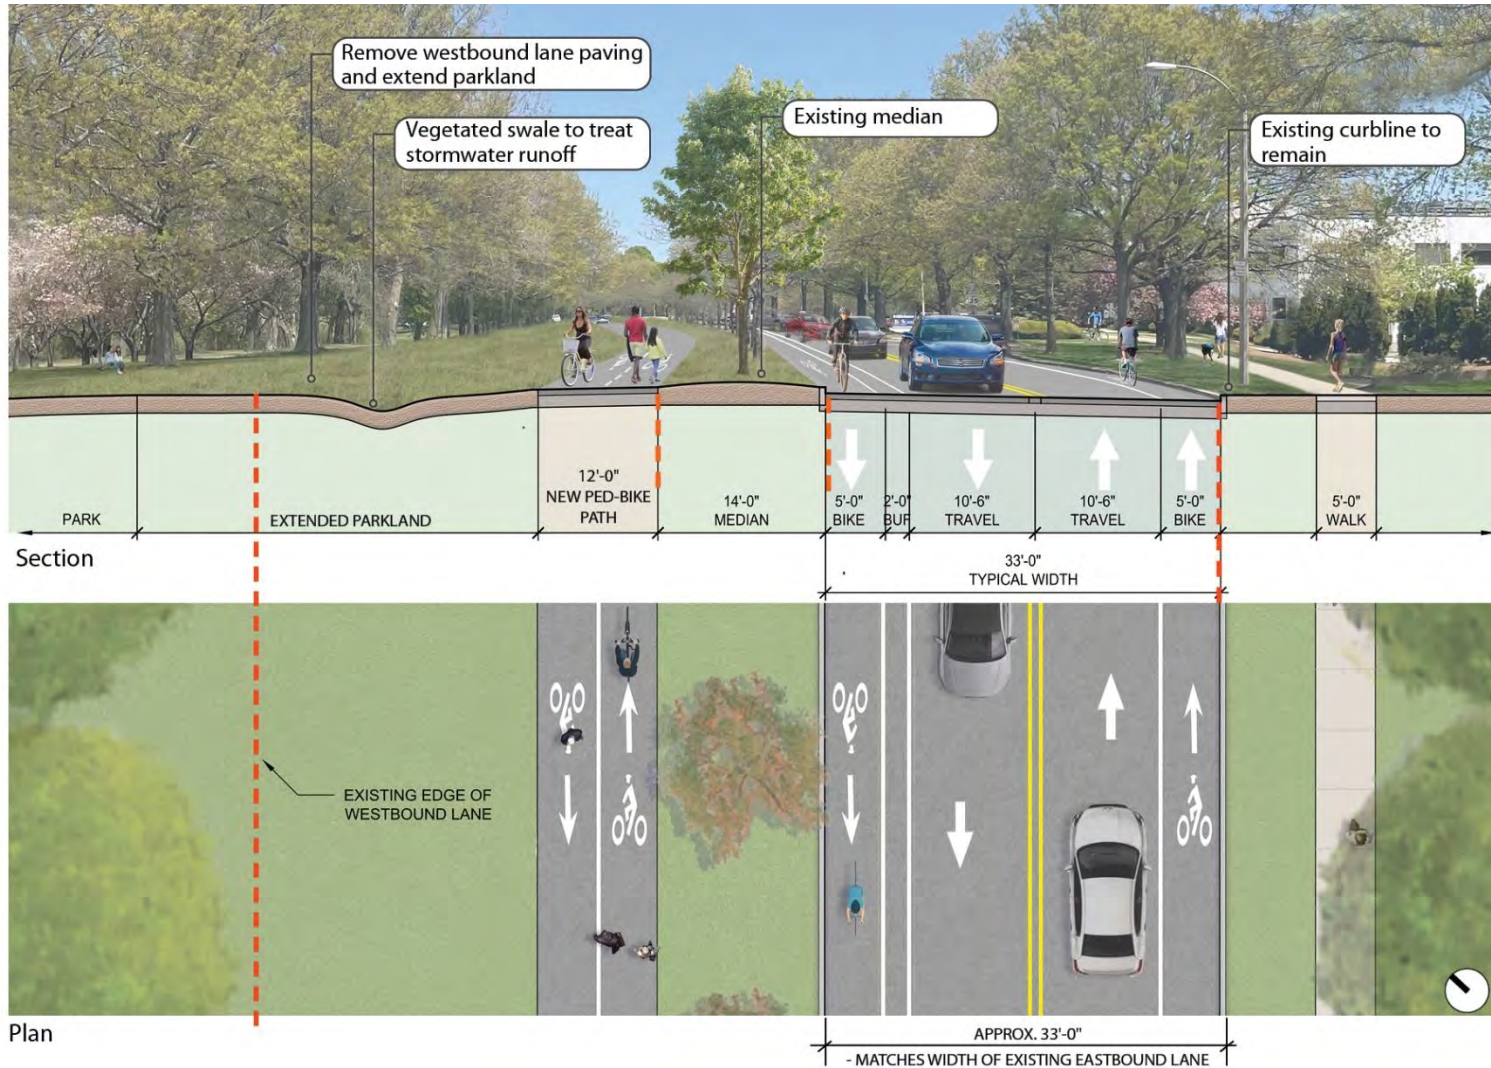 Remove westbound lane paving
and extend parkland
Vegetated swale to treat
stormwater runoff
Existing median
Existing curbline to
remain
PARK
EXTENDED PARKLAND
12'-0"
NEW PED-BIKE
PATH
14'-0"
MEDIAN
5'-0"
BIKE
2'-0"
BUF
10'-6"
TRAVEL
10'-6"
TRAVEL
5'-0"
BIKE
5'-0"
WALK
Section
33'-0"
TYPICAL WIDTH
EXISTING EDGE OF
WESTBOUND LANE
Plan
APPROX. 33'-0"
- MATCHES WIDTH OF EXISTING EASTBOUND LANE